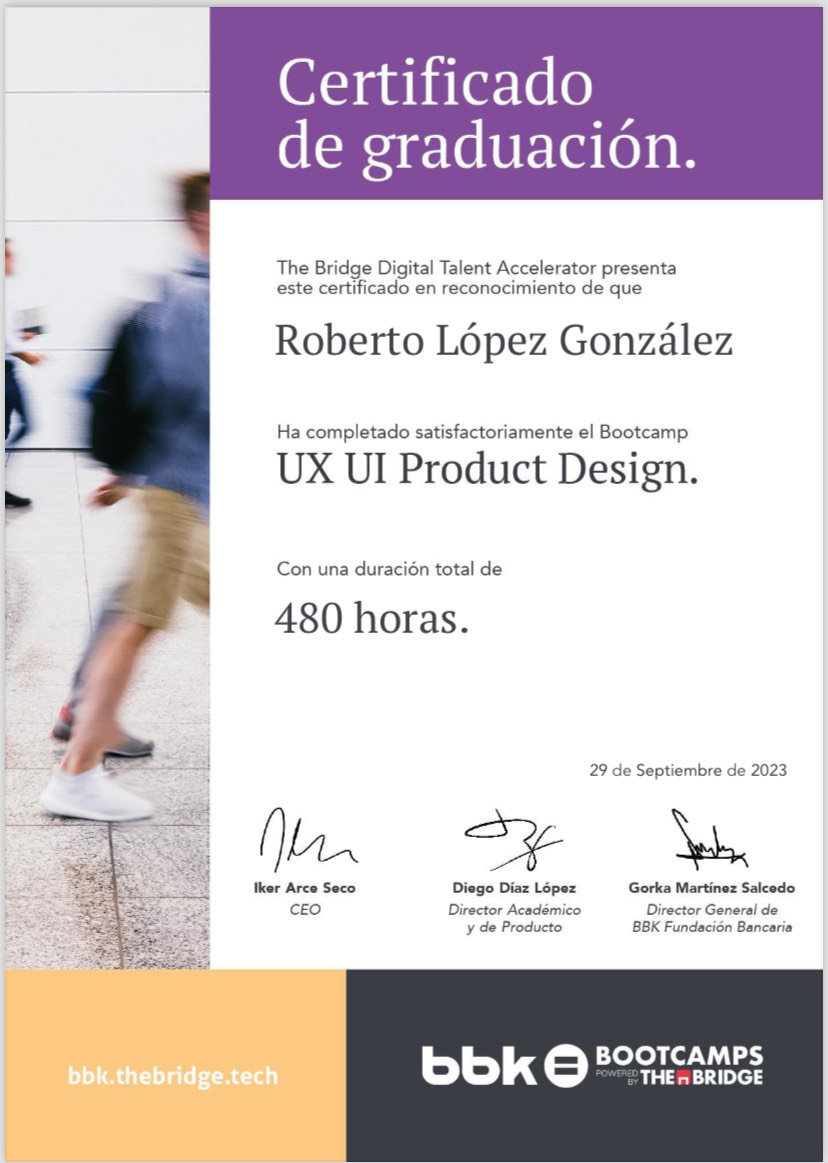 Certificado
de graduación.
The Bridge Digital Talent Accelerator presenta
este certificado en reconocimiento de que
Roberto López González
Ha completado satisfactoriamente el Bootcamp
UX UI Product Design.
Con una duración total de
480 horas.
29 de Septiembre de 2023
Iker Arce Seco
CEO
Diego Díaz López
Director Académico
y de Producto
Gorka Martínez Salcedo
Director General de
BBK Fundación Bancaria
bbk.thebridge.tech
bbk
BOOTCAMPS
POWERED BY THE BRIDGE